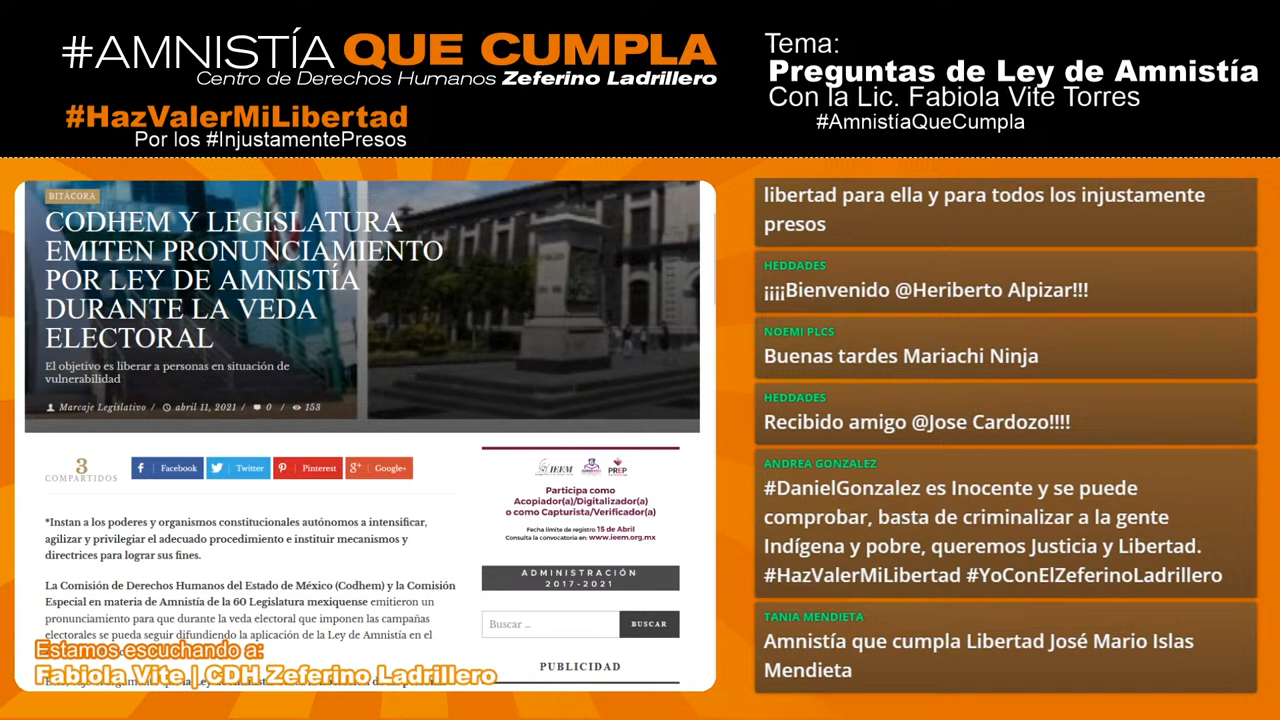 #AMNISTÍA QUE CUMPLA
Centro de Derechos Humanos Zeferino Ladrillero
#HazValerMiLibertad
Por los #InjustamentePresos
Tema:
Preguntas de Ley de Amnistía
Con la Lic. Fabiola Vite Torres
#AmnistíaQueCumpla
BITÁCORA
CODHEM Y LEGISLATURA
EMITEN PRONUNCIAMIENTO
POR LEY DE AMNISTÍA
DURANTE LA VEDA
ELECTORAL
El objetivo es liberar a personas en situación de
vulnerabilidad
Marcaje Legislativo / abril 11, 2021 / 0 / 153
3
COMPARTIDOS
Facebook
Twitter
Pinterest
Google+
*Instan a los poderes y organismos constitucionales autónomos a intensificar,
agilizar y privilegiar el adecuado procedimiento e instituir mecanismos y
directrices para lograr sus fines.
La Comisión de Derechos Humanos del Estado de México (Codhem) y la Comisión
Especial en materia de Amnistía de la 60 Legislatura mexiquense emitieron un
pronunciamiento para que durante la veda electoral que imponen las campañas
electorales se pueda seguir difundiendo la aplicación de la Ley de Amnistía en el
Estamos escuchando a:
Fabiola Vite | CDH Zeferino Ladrillero
IEEM
PREP
Participa como
Acopiador(a)/Digitalizador(a)
o como Capturista/Verificador(a)
Fecha límite de registro: 15 de Abril
Consulta la convocatoria en: www.ieem.org.mx
ADMINISTRACIÓN
2017-2021
Buscar ...
BUSCAR
PUBLICIDAD
libertad para ella y para todos los injustamente
presos
HEDDADES
¡¡¡¡Bienvenido @Heriberto Alpizar!!!
NOEMI PLCS
Buenas tardes Mariachi Ninja
HEDDADES
Recibido amigo @Jose Cardozo!!!!
ANDREA GONZALEZ
#DanielGonzalez es Inocente y se puede
comprobar, basta de criminalizar a la gente
Indígena y pobre, queremos Justicia y Libertad.
#HazValerMiLibertad #YoConElZeferinoLadrillero
TANIA MENDIETA
Amnistía que cumpla Libertad José Mario Islas
Mendieta